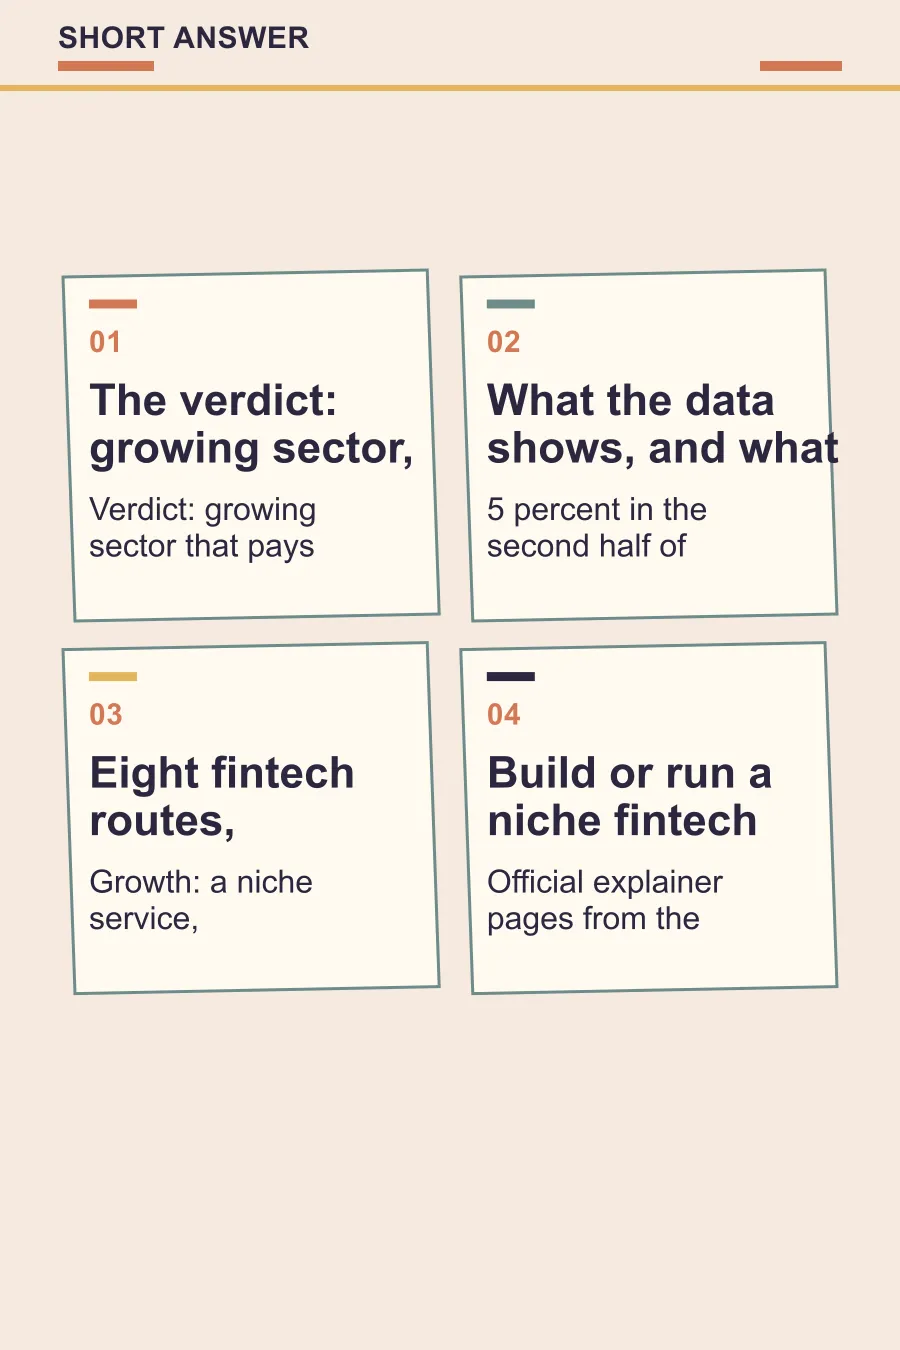 SHORT ANSWER
01
The verdict:
growing sector,
Verdict: growing
sector that pays
02
What the data
shows, and what
5 percent in the
second half of
03
Eight fintech
routes,
Growth: a niche
service,
04
Build or run a
niche fintech
Official explainer
pages from the